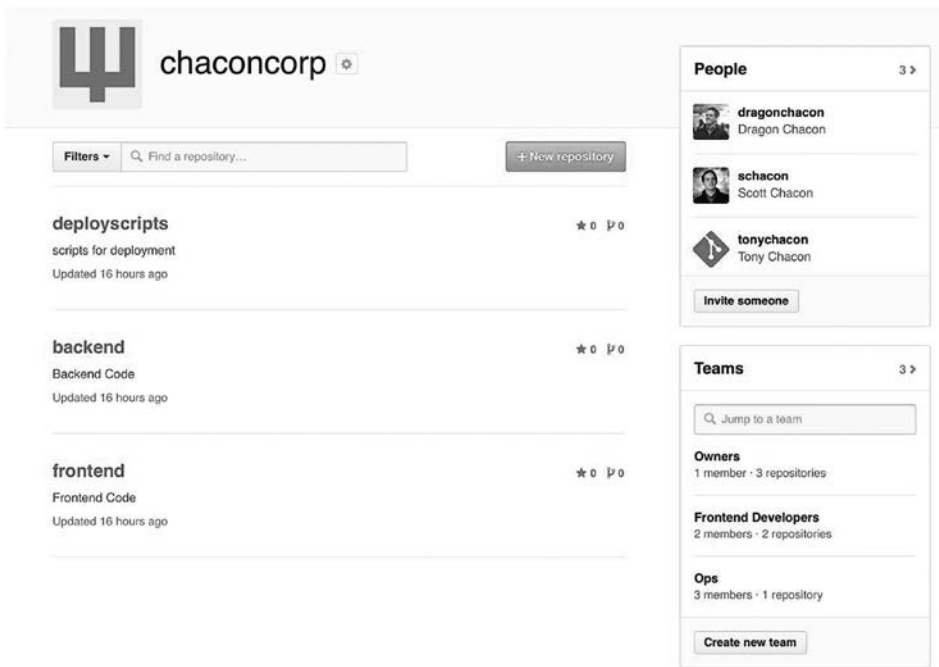 chaconcorp
Filters
Find a repository...
+ New repository
deployscripts
0 0
scripts for deployment
Updated 16 hours ago
backend
0 0
Backend Code
Updated 16 hours ago
frontend
0 0
Frontend Code
Updated 16 hours ago
People 3
dragonchacon
Dragon Chacon
schacon
Scott Chacon
tonychacon
Tony Chacon
Invite someone
Teams 3
Jump to a team
Owners
1 member · 3 repositories
Frontend Developers
2 members · 2 repositories
Ops
3 members · 1 repository
Create new team